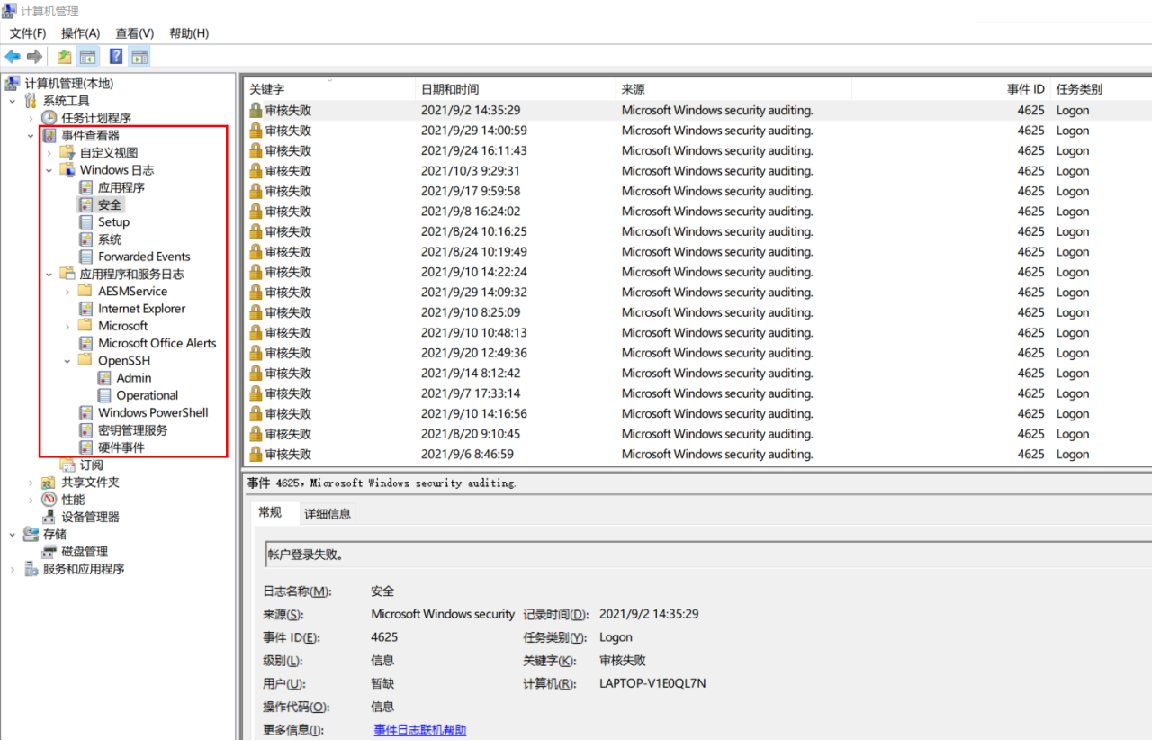 计算机管理
文件(F) 操作(A) 查看(V) 帮助(H)
计算机管理(本地)
系统工具
任务计划程序
事件查看器
自定义视图
Windows 日志
应用程序
安全
Setup
系统
Forwarded Events
应用程序和服务日志
AESMService
Internet Explorer
Microsoft
Microsoft Office Alerts
OpenSSH
Admin
Operational
Windows PowerShell
密钥管理服务
硬件事件
订阅
共享文件夹
性能
设备管理器
存储
磁盘管理
服务和应用程序
关键字 日期和时间 来源 事件 ID 任务类别
审核失败 2021/9/2 14:35:29 Microsoft Windows security auditing. 4625 Logon
审核失败 2021/9/29 14:00:59 Microsoft Windows security auditing. 4625 Logon
审核失败 2021/9/24 16:11:43 Microsoft Windows security auditing. 4625 Logon
审核失败 2021/10/3 9:29:31 Microsoft Windows security auditing. 4625 Logon
审核失败 2021/9/17 9:59:58 Microsoft Windows security auditing. 4625 Logon
审核失败 2021/9/8 16:24:02 Microsoft Windows security auditing. 4625 Logon
审核失败 2021/8/24 10:16:25 Microsoft Windows security auditing. 4625 Logon
审核失败 2021/8/24 10:19:49 Microsoft Windows security auditing. 4625 Logon
审核失败 2021/9/10 14:22:24 Microsoft Windows security auditing. 4625 Logon
审核失败 2021/9/29 14:09:32 Microsoft Windows security auditing. 4625 Logon
审核失败 2021/9/10 8:25:09 Microsoft Windows security auditing. 4625 Logon
审核失败 2021/9/10 10:48:13 Microsoft Windows security auditing. 4625 Logon
审核失败 2021/9/20 12:49:36 Microsoft Windows security auditing. 4625 Logon
审核失败 2021/9/14 8:12:42 Microsoft Windows security auditing. 4625 Logon
审核失败 2021/9/7 17:33:14 Microsoft Windows security auditing. 4625 Logon
审核失败 2021/9/10 14:16:56 Microsoft Windows security auditing. 4625 Logon
审核失败 2021/8/20 9:10:45 Microsoft Windows security auditing. 4625 Logon
审核失败 2021/9/6 8:46:59 Microsoft Windows security auditing. 4625 Logon
事件 4625，Microsoft Windows security auditing.
常规 详细信息
帐户登录失败。
日志名称(M): 安全
来源(S): Microsoft Windows security 记录时间(D): 2021/9/2 14:35:29
事件 ID(E): 4625 任务类别(Y): Logon
级别(L): 信息 关键字(K): 审核失败
用户(U): 暂缺 计算机(R): LAPTOP-V1E0QL7N
操作代码(O): 信息
更多信息(I): 事件日志联机帮助